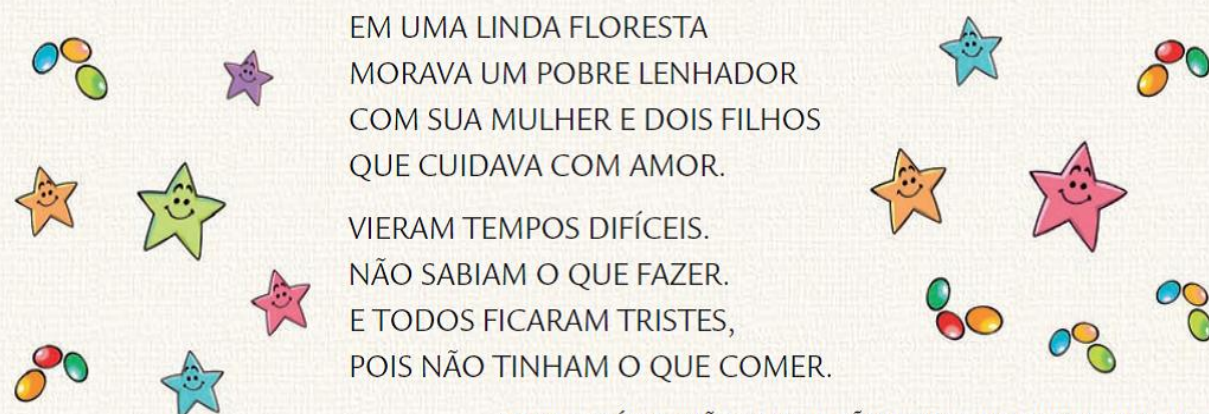 EM UMA LINDA FLORESTA
MORAVA UM POBRE LENHADOR
COM SUA MULHER E DOIS FILHOS
QUE CUIDAVA COM AMOR.
VIERAM TEMPOS DIFÍCEIS.
NÃO SABIAM O QUE FAZER.
E TODOS FICARAM TRISTES,
POIS NÃO TINHAM O QUE COMER.